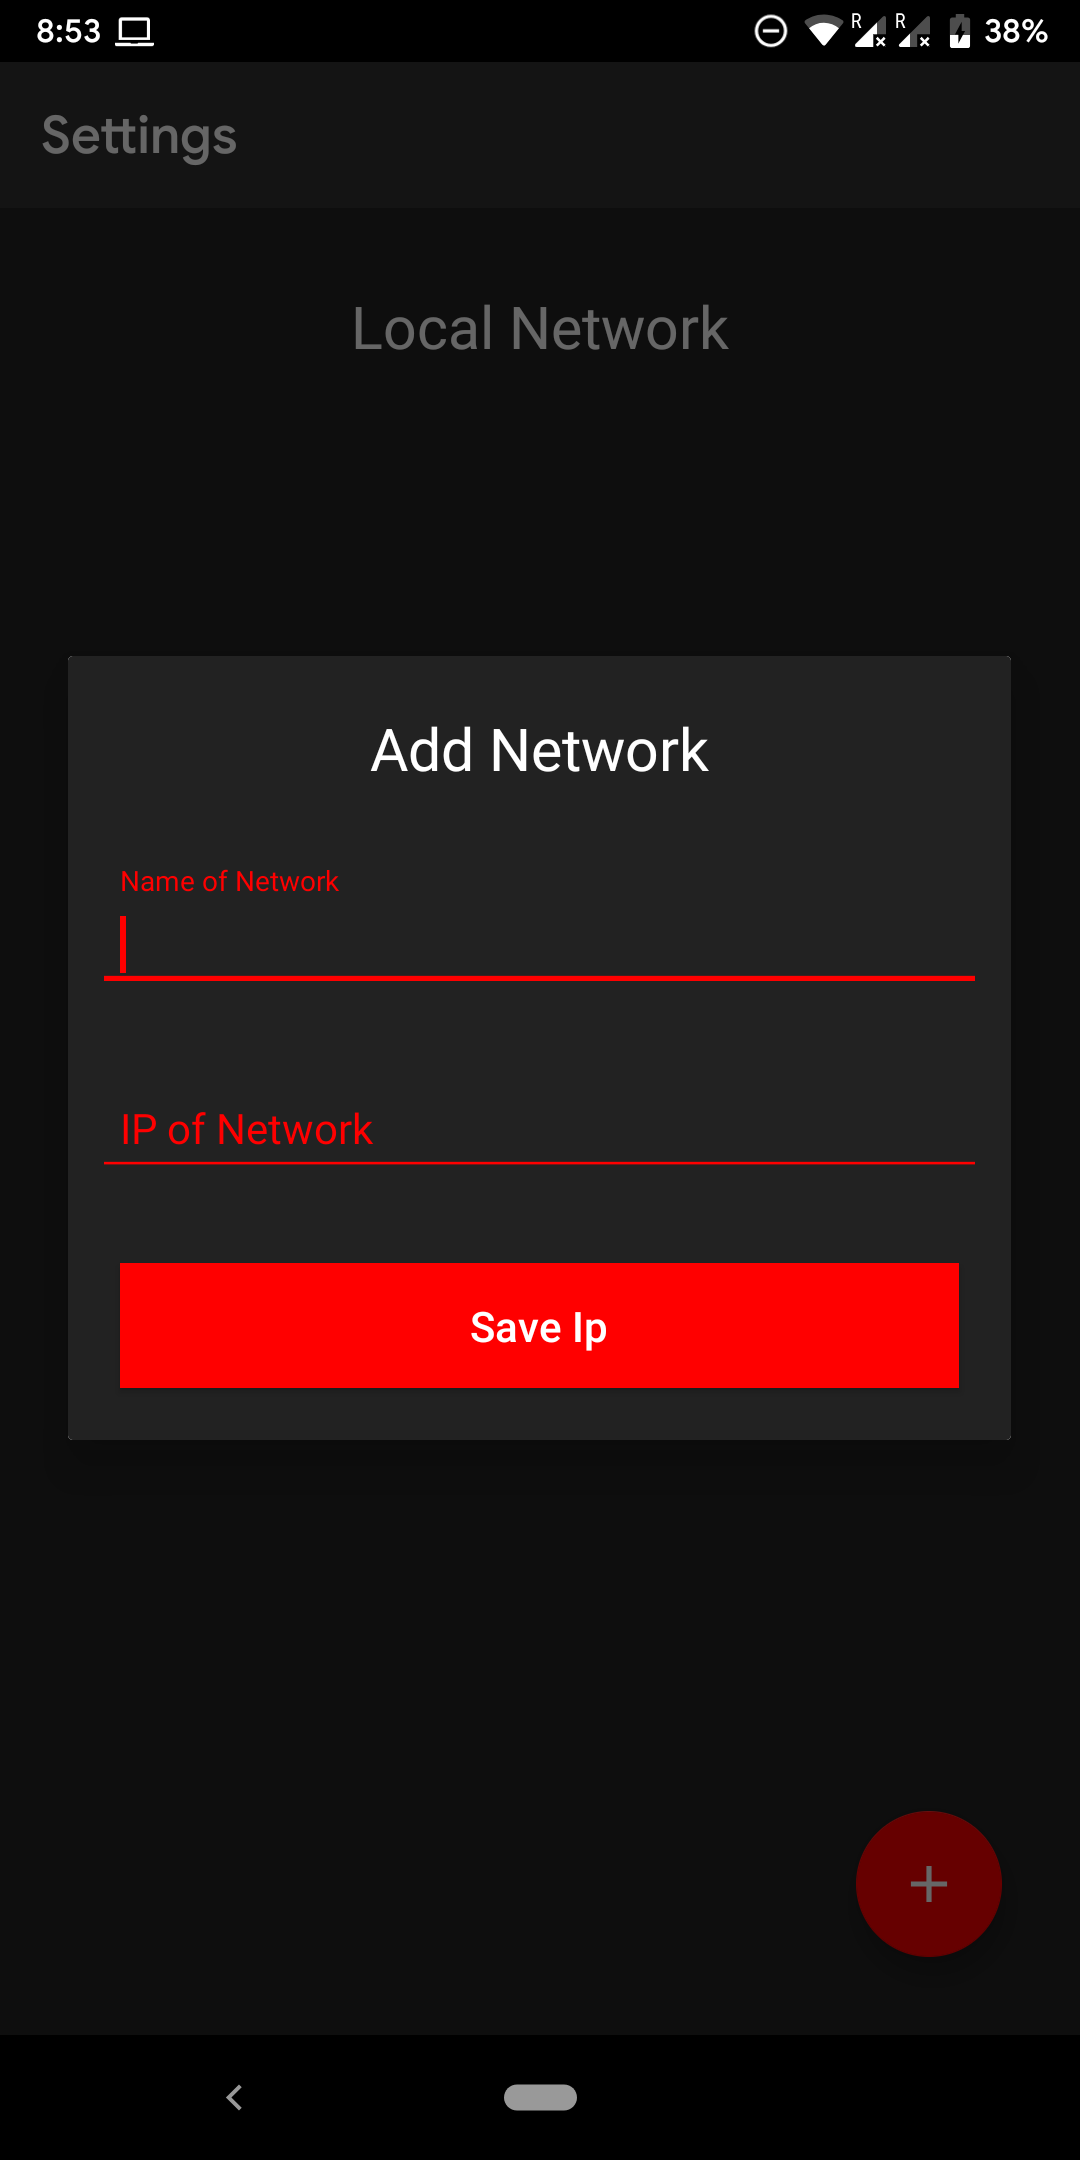 8:53
R R 38%
Settings
Local Network
Add Network
Name of Network
IP of Network
Save Ip